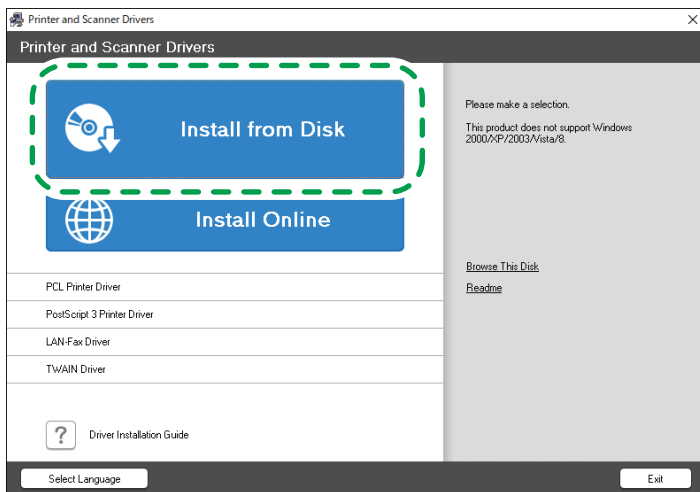 Printer and Scanner Drivers
Printer and Scanner Drivers
Install from Disk
Install Online
PCL Printer Driver
PostScript 3 Printer Driver
LAN-Fax Driver
TWAIN Driver
? Driver Installation Guide
Please make a selection.
This product does not support Windows
2000/XP/2003/Vista/8.
Browse This Disk
Readme
Select Language
Exit